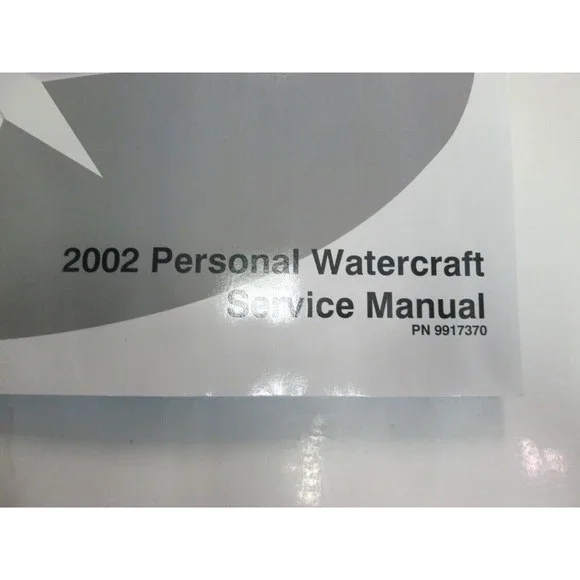 2002 Personal Watercraft
Service Manual
PN 9917370